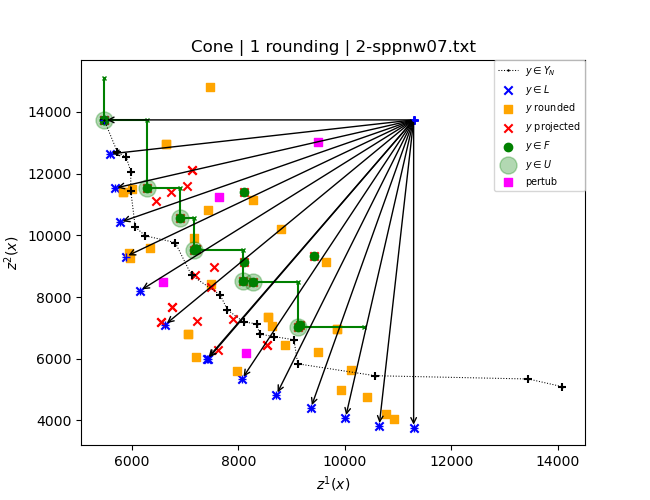 Cone | 1 rounding | 2-sppnw07.txt
y ∈ Y_N
y ∈ L
y rounded
y projected
y ∈ F
y ∈ U
pertub
z²(x)
14000
12000
10000
8000
6000
4000
6000 8000 10000 12000 14000
z¹(x)